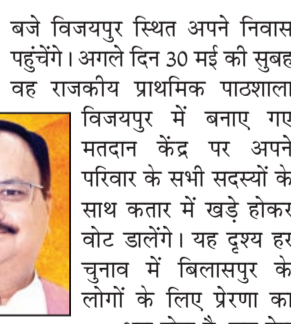 बजे विजयपुर स्थित अपने निवास
पहुंचेंगे। अगले दिन 30 मई की सुबह
वह राजकीय प्राथमिक पाठशाला
विजयपुर में बनाए गए
मतदान केंद्र पर अपने
परिवार के सभी सदस्यों के
साथ कतार में खड़े होकर
वोट डालेंगे। यह दृश्य हर
चुनाव में बिलासपुर के
लोगों के लिए प्रेरणा का